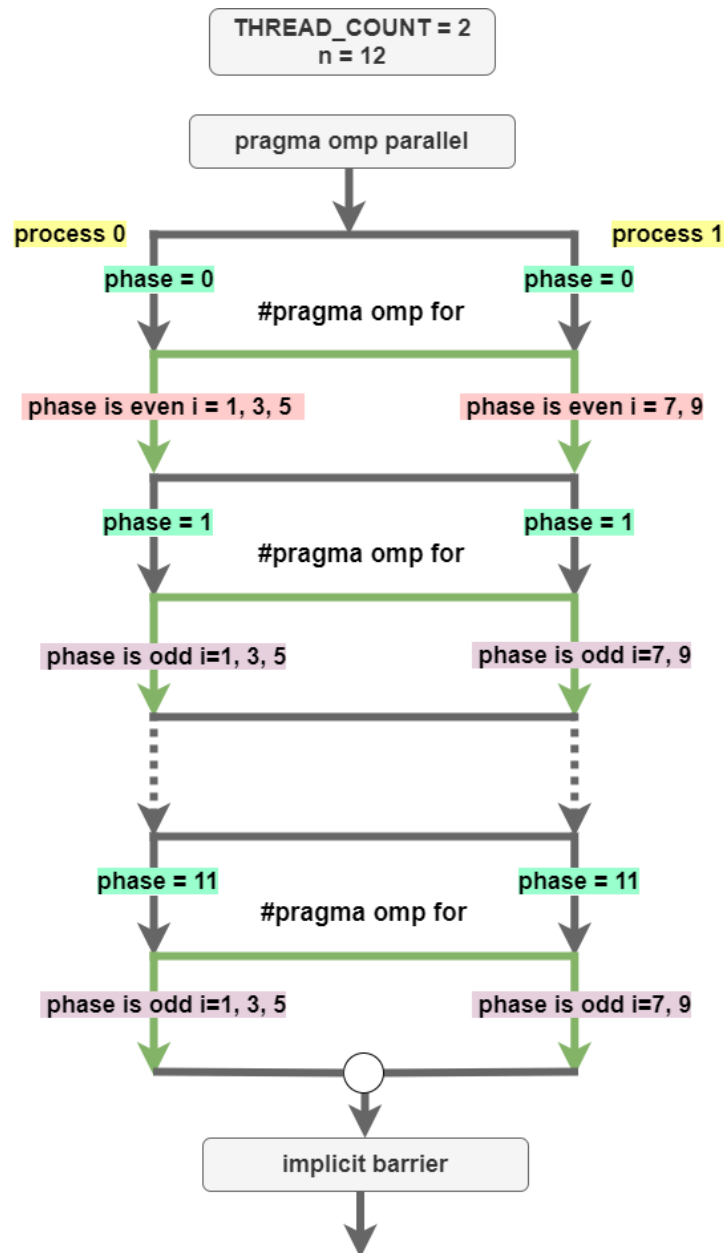 THREAD_COUNT = 2
n = 12
pragma omp parallel
process 0
process 1
phase = 0
phase = 0
#pragma omp for
phase is even i = 1, 3, 5
phase is even i = 7, 9
phase = 1
phase = 1
#pragma omp for
phase is odd i=1, 3, 5
phase is odd i=7, 9
phase = 11
phase = 11
#pragma omp for
phase is odd i=1, 3, 5
phase is odd i=7, 9
implicit barrier